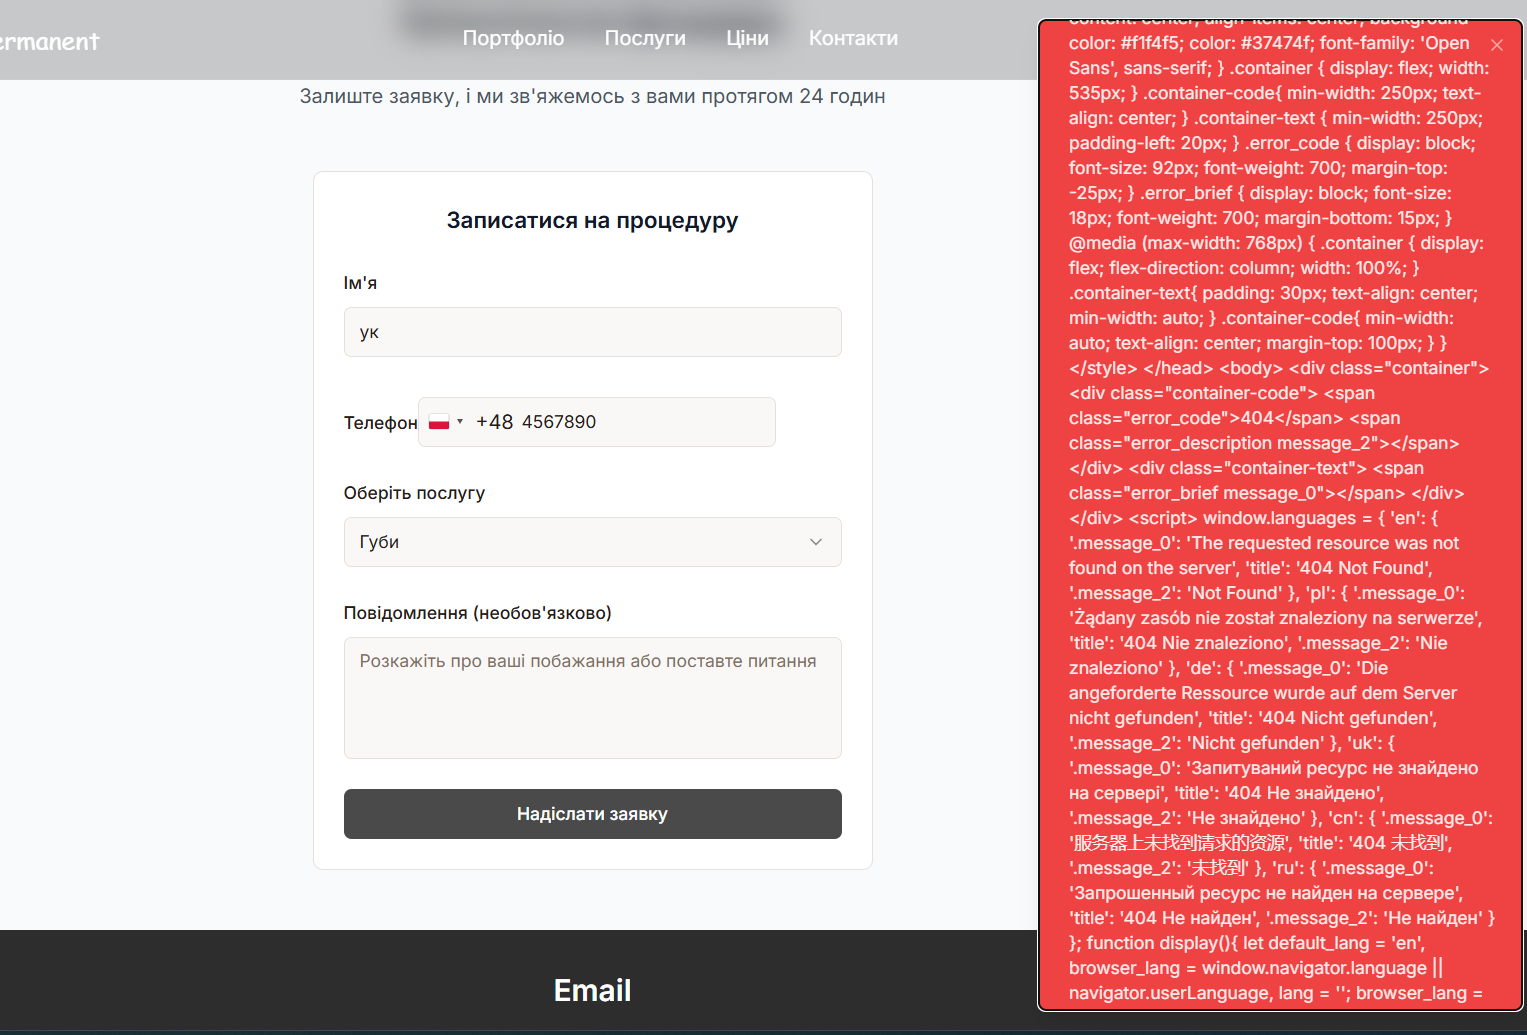 ermanent
Портфоліо
Послуги
Ціни
Контакти
Залиште заявку, і ми зв'яжемось з вами протягом 24 годин
Записатися на процедуру
Ім'я
ук
Телефон
+48 4567890
Оберіть послугу
Губи
Повідомлення (необов'язково)
Розкажіть про ваші побажання або поставте питання
Надіслати заявку
Email
content: center; align-items: center; background-
color: #f1f4f5; color: #37474f; font-family: 'Open
Sans', sans-serif; } .container { display: flex; width:
535px; } .container-code{ min-width: 250px; text-
align: center; } .container-text { min-width: 250px;
padding-left: 20px; } .error_code { display: block;
font-size: 92px; font-weight: 700; margin-top:
-25px; } .error_brief { display: block; font-size:
18px; font-weight: 700; margin-bottom: 15px; }
@media (max-width: 768px) { .container { display:
flex; flex-direction: column; width: 100%; }
.container-text{ padding: 30px; text-align: center;
min-width: auto; } .container-code{ min-width:
auto; text-align: center; margin-top: 100px; } }
</style> </head> <body> <div class="container">
<div class="container-code"> <span
class="error_code">404</span> <span
class="error_description message_2"></span>
</div> <div class="container-text"> <span
class="error_brief message_0"></span> </div>
</div> <script> window.languages = { 'en': {
'.message_0': 'The requested resource was not
found on the server', 'title': '404 Not Found',
'.message_2': 'Not Found' }, 'pl': { '.message_0':
'Żądany zasób nie został znaleziony na serwerze',
'title': '404 Nie znaleziono', '.message_2': 'Nie
znaleziono' }, 'de': { '.message_0': 'Die
angeforderte Ressource wurde auf dem Server
nicht gefunden', 'title': '404 Nicht gefunden',
'.message_2': 'Nicht gefunden' }, 'uk': {
'.message_0': 'Запитуваний ресурс не знайдено
на сервері', 'title': '404 Не знайдено',
'.message_2': 'Не знайдено' }, 'cn': { '.message_0':
'服务器上未找到请求的资源', 'title': '404 未找到',
'.message_2': '未找到' }, 'ru': { '.message_0':
'Запрошенный ресурс не найден на сервере',
'title': '404 Не найден', '.message_2': 'Не найден' }
}; function display(){ let default_lang = 'en',
browser_lang = window.navigator.language ||
navigator.userLanguage, lang = ''; browser_lang =